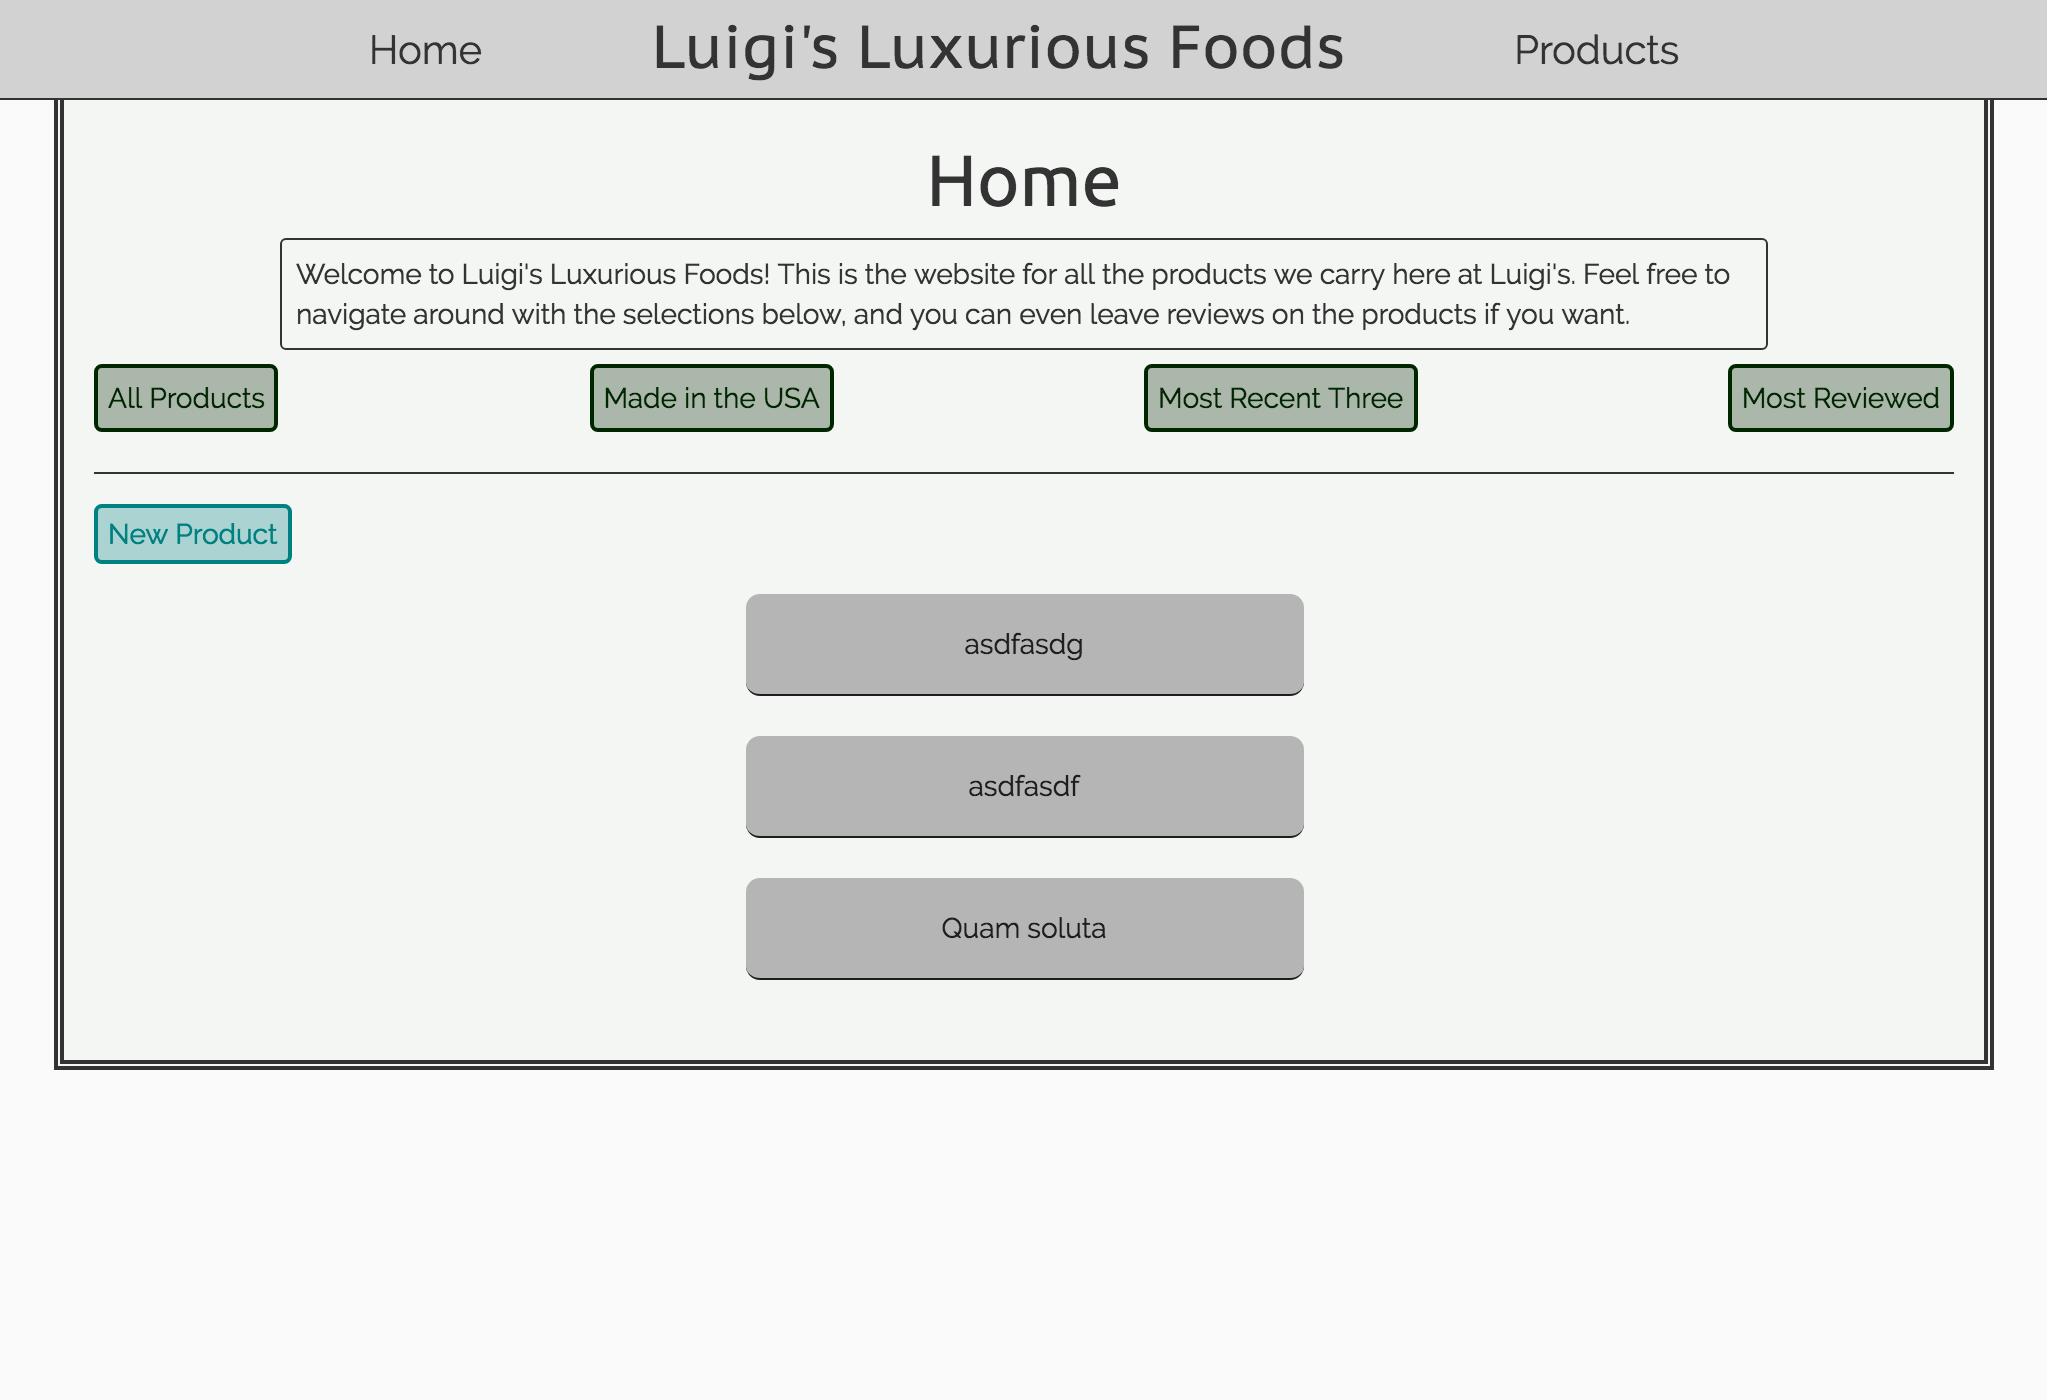 Home
Luigi's Luxurious Foods
Products
Home
Welcome to Luigi's Luxurious Foods! This is the website for all the products we carry here at Luigi's. Feel free to
navigate around with the selections below, and you can even leave reviews on the products if you want.
All Products
Made in the USA
Most Recent Three
Most Reviewed
New Product
asdfasdg
asdfasdf
Quam soluta